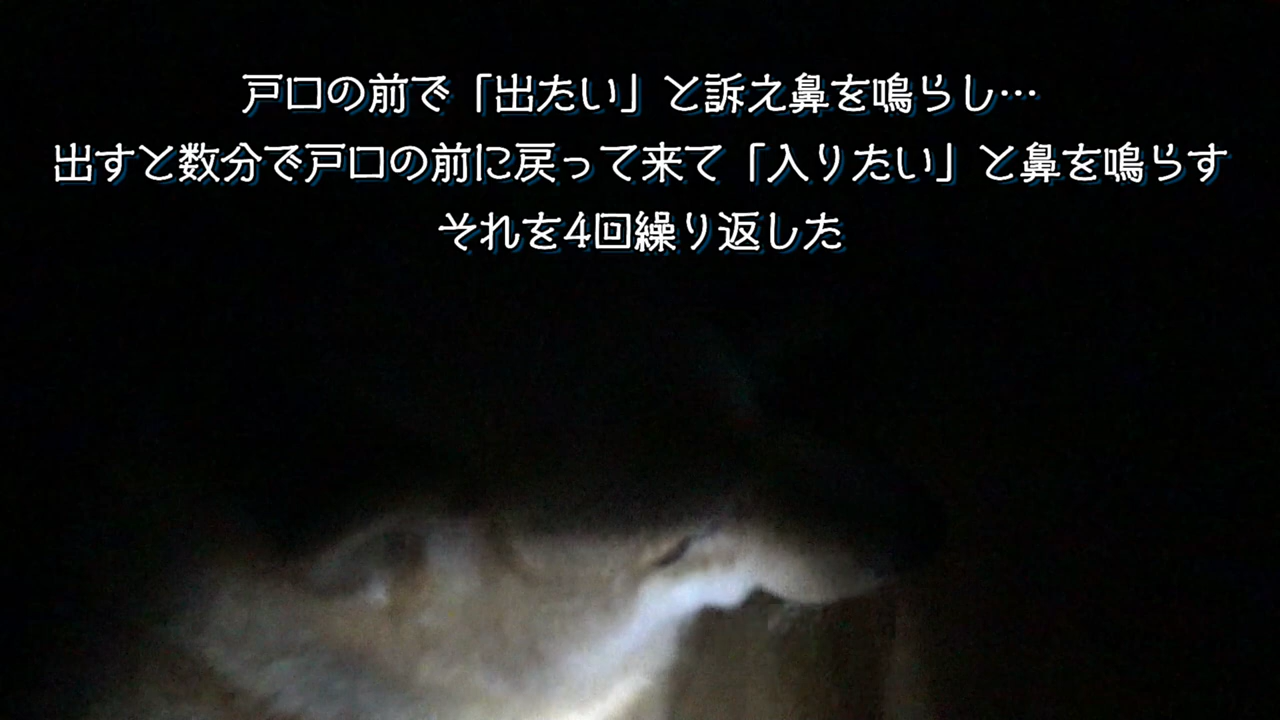 戸口の前で「出たい」と訴え鼻を鳴らし…
出すと数分で戸口の前に戻って来て「入りたい」と鼻を鳴らす
それを4回繰り返した